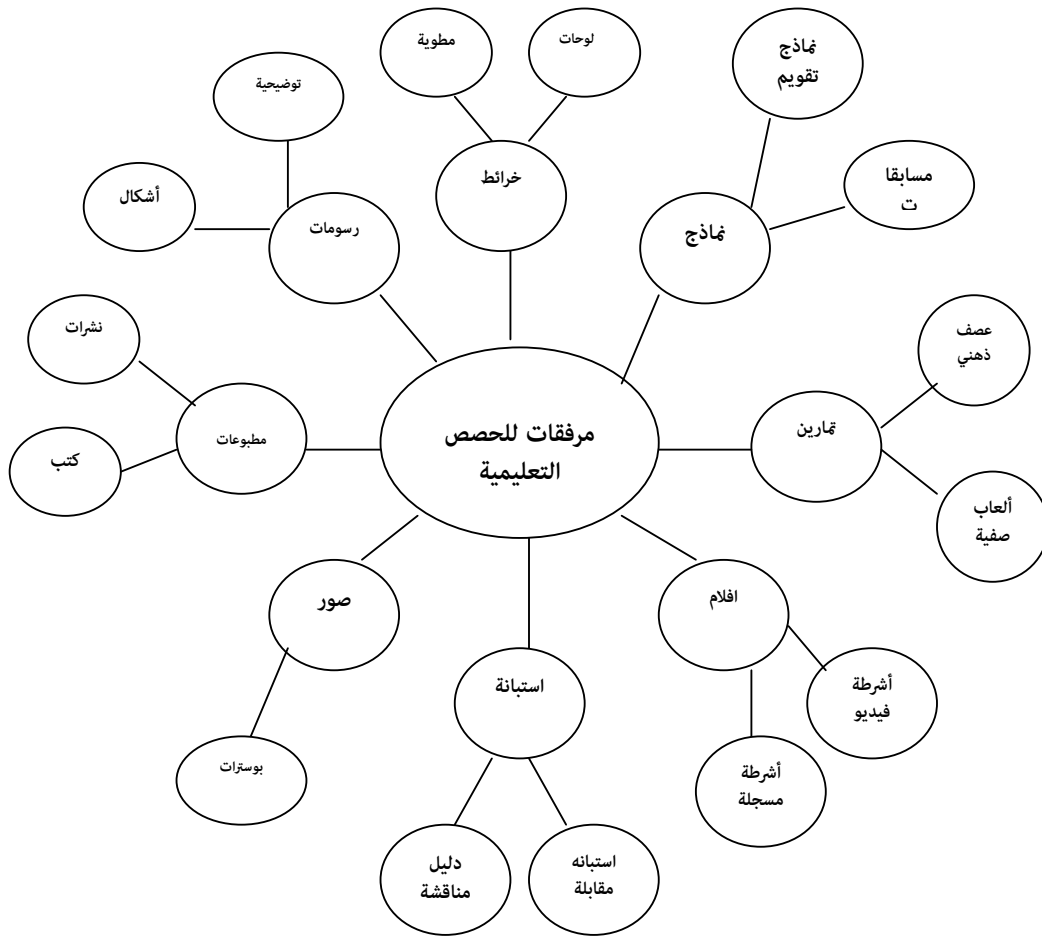 مطوية
لوحات
نماذج
تقويم
توضيحية
خرائط
مسابقا
ت
أشكال
رسومات
نماذج
نشرات
عصف
ذهني
مطبوعات
كتب
مرفقات للحصص
التعليمية
تمارين
ألعاب
صفية
صور
افلام
استبانة
أشرطة
فيديو
بوسترات
أشرطة
مسجلة
دليل
مناقشة
استبانه
مقابلة